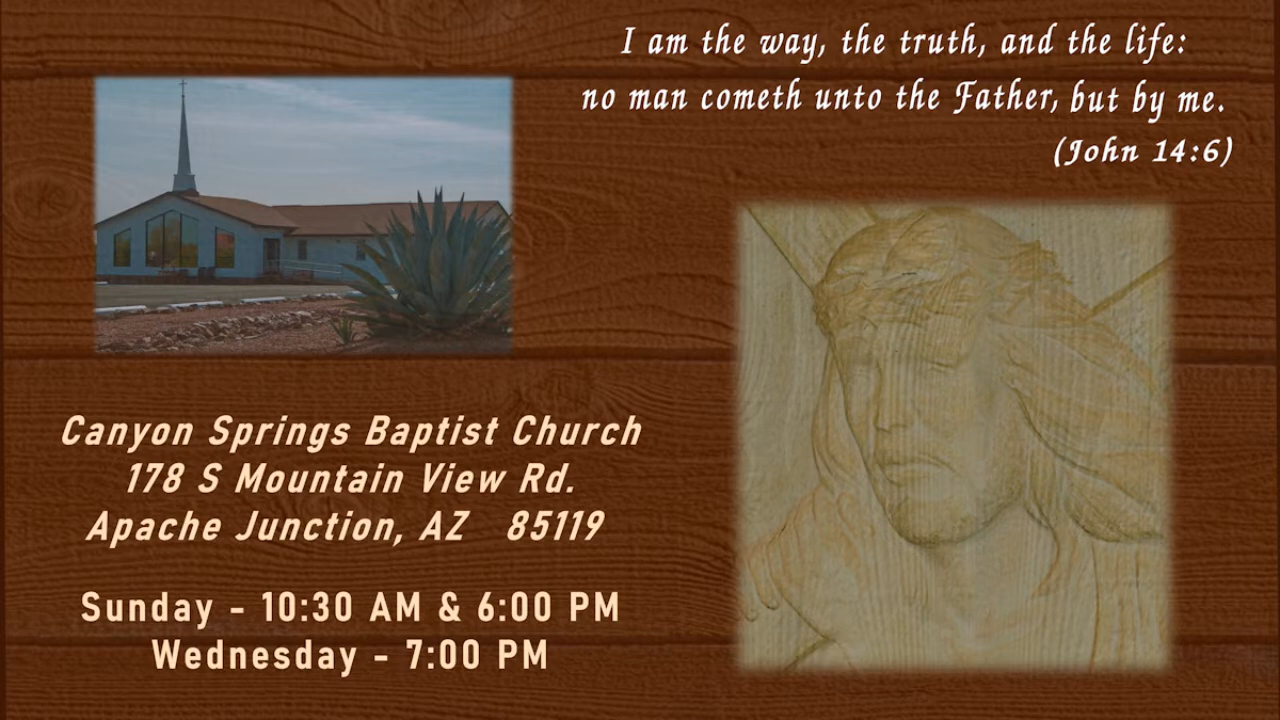 I am the way, the truth, and the life:
no man cometh unto the Father, but by me.
(John 14:6)
Canyon Springs Baptist Church
178 S Mountain View Rd.
Apache Junction, AZ 85119
Sunday - 10:30 AM & 6:00 PM
Wednesday - 7:00 PM